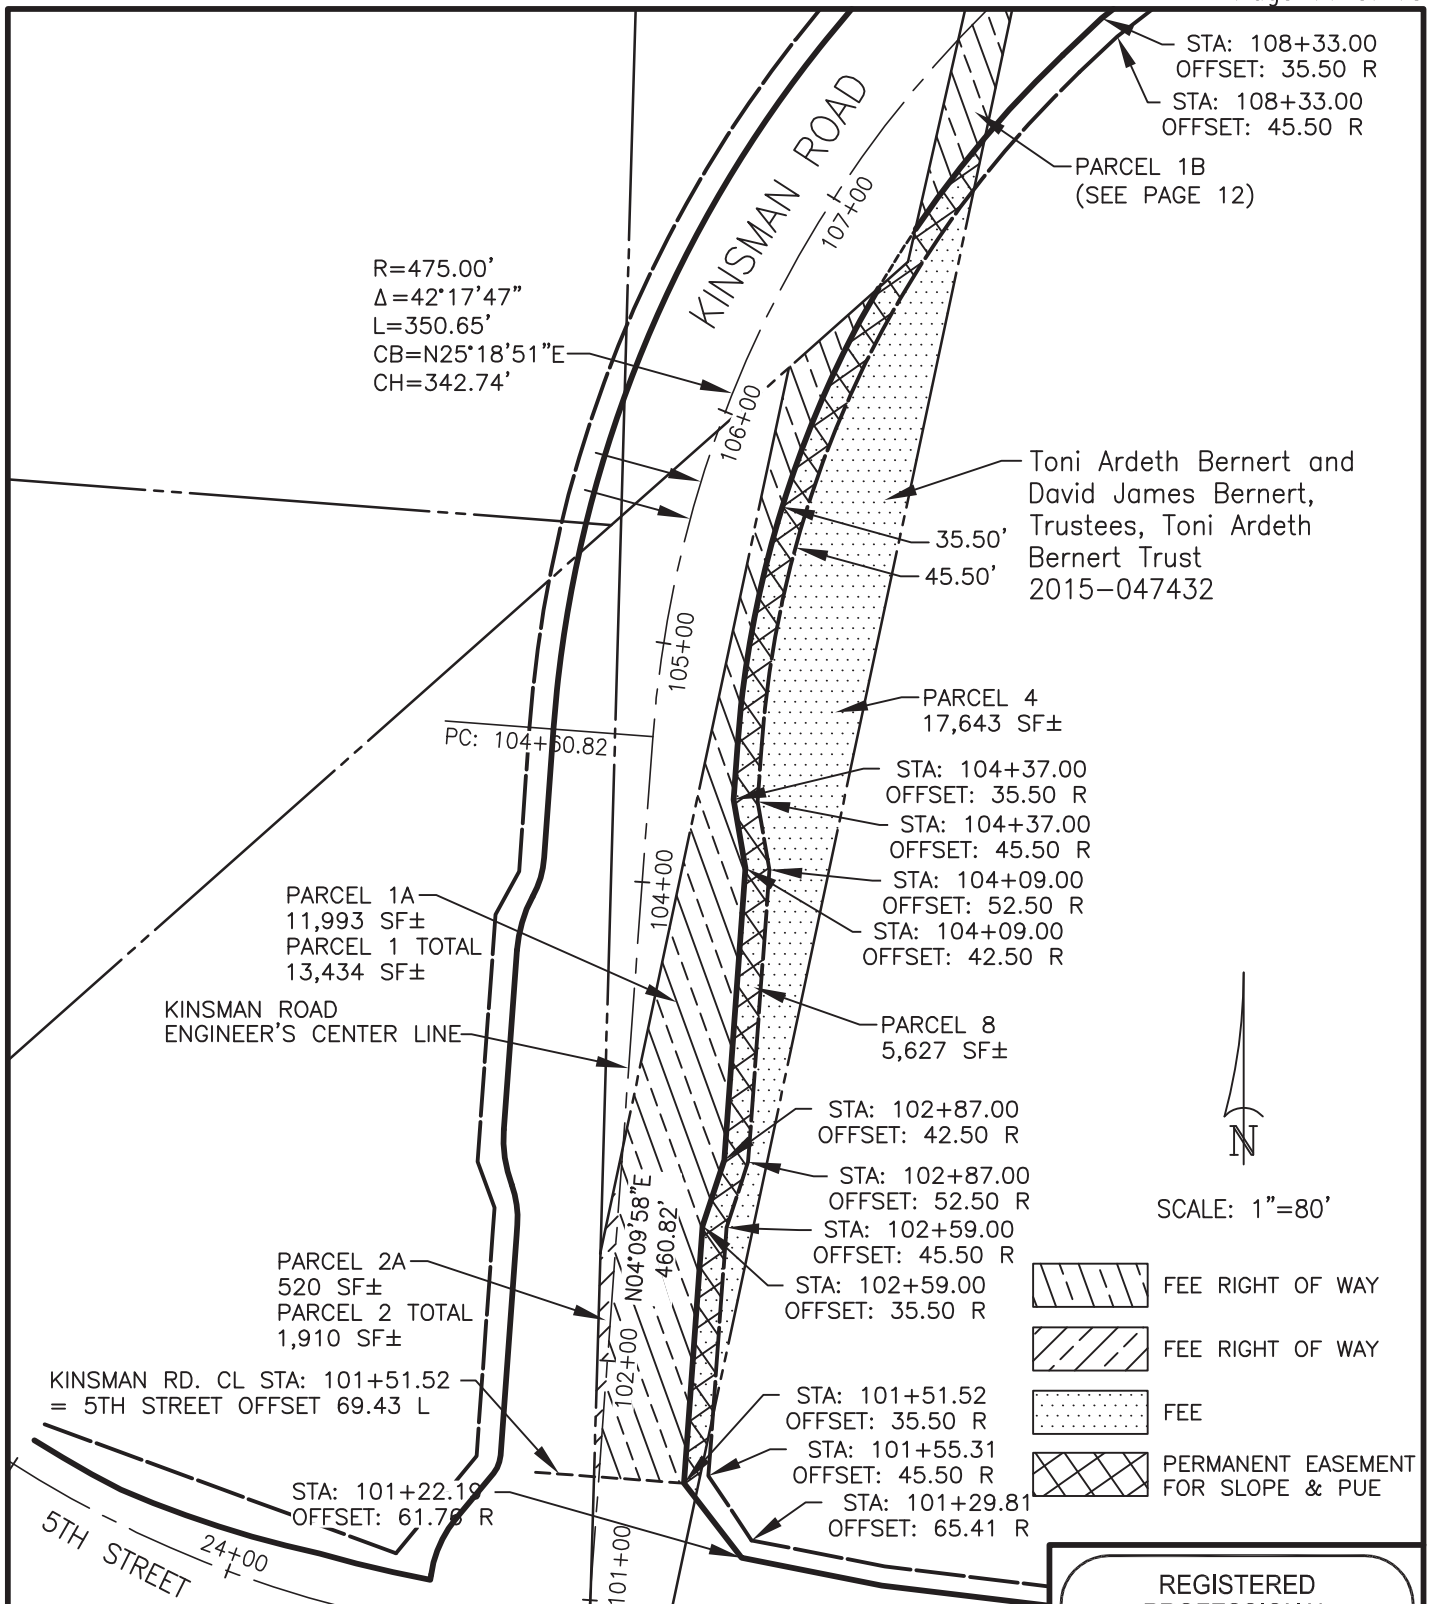 STA: 108+33.00
OFFSET: 35.50 R
STA: 108+33.00
OFFSET: 45.50 R
PARCEL 1B
(SEE PAGE 12)
KINSMAN ROAD
107+00
R=475.00'
Δ=42°17'47"
L=350.65'
CB=N25°18'51"E
CH=342.74'
106+00
Toni Ardeth Bernert and
David James Bernert,
Trustees, Toni Ardeth
Bernert Trust
2015-047432
35.50'
45.50'
105+00
PARCEL 4
17,643 SF±
PC: 104+60.82
STA: 104+37.00
OFFSET: 35.50 R
STA: 104+37.00
OFFSET: 45.50 R
STA: 104+09.00
OFFSET: 52.50 R
STA: 104+09.00
OFFSET: 42.50 R
104+00
PARCEL 1A
11,993 SF±
PARCEL 1 TOTAL
13,434 SF±
KINSMAN ROAD
ENGINEER'S CENTER LINE
PARCEL 8
5,627 SF±
N
SCALE: 1"=80'
STA: 102+87.00
OFFSET: 42.50 R
STA: 102+87.00
OFFSET: 52.50 R
STA: 102+59.00
OFFSET: 45.50 R
STA: 102+59.00
OFFSET: 35.50 R
N04°09'58"E
460.82'
PARCEL 2A
520 SF±
PARCEL 2 TOTAL
1,910 SF±
102+00
KINSMAN RD. CL STA: 101+51.52
= 5TH STREET OFFSET 69.43 L
STA: 101+51.52
OFFSET: 35.50 R
STA: 101+55.31
OFFSET: 45.50 R
STA: 101+29.81
OFFSET: 65.41 R
STA: 101+22.19
OFFSET: 61.76 R
FEE RIGHT OF WAY
FEE RIGHT OF WAY
FEE
PERMANENT EASEMENT
FOR SLOPE & PUE
5TH STREET
24+00
101+00
REGISTERED